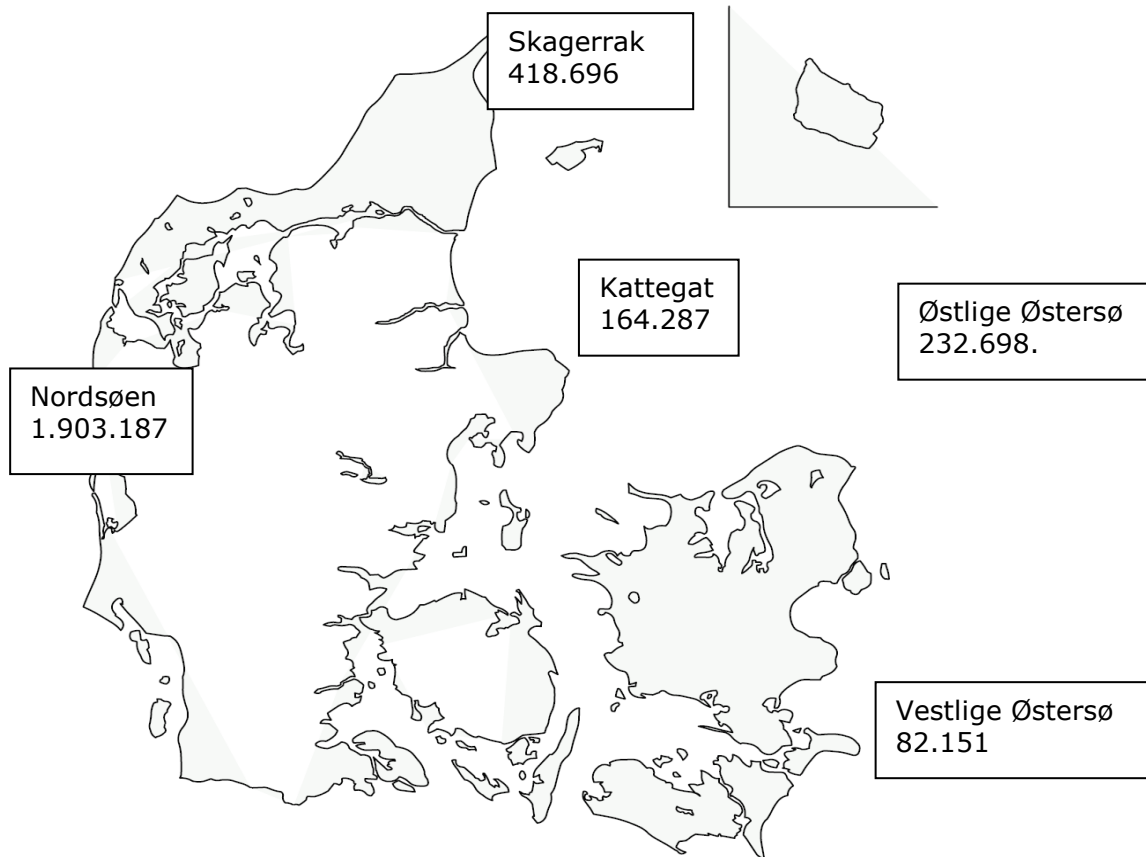 Skagerrak
418.696
Kattegat
164.287
Østlige Østersø
232.698.
Nordsøen
1.903.187
Vestlige Østersø
82.151